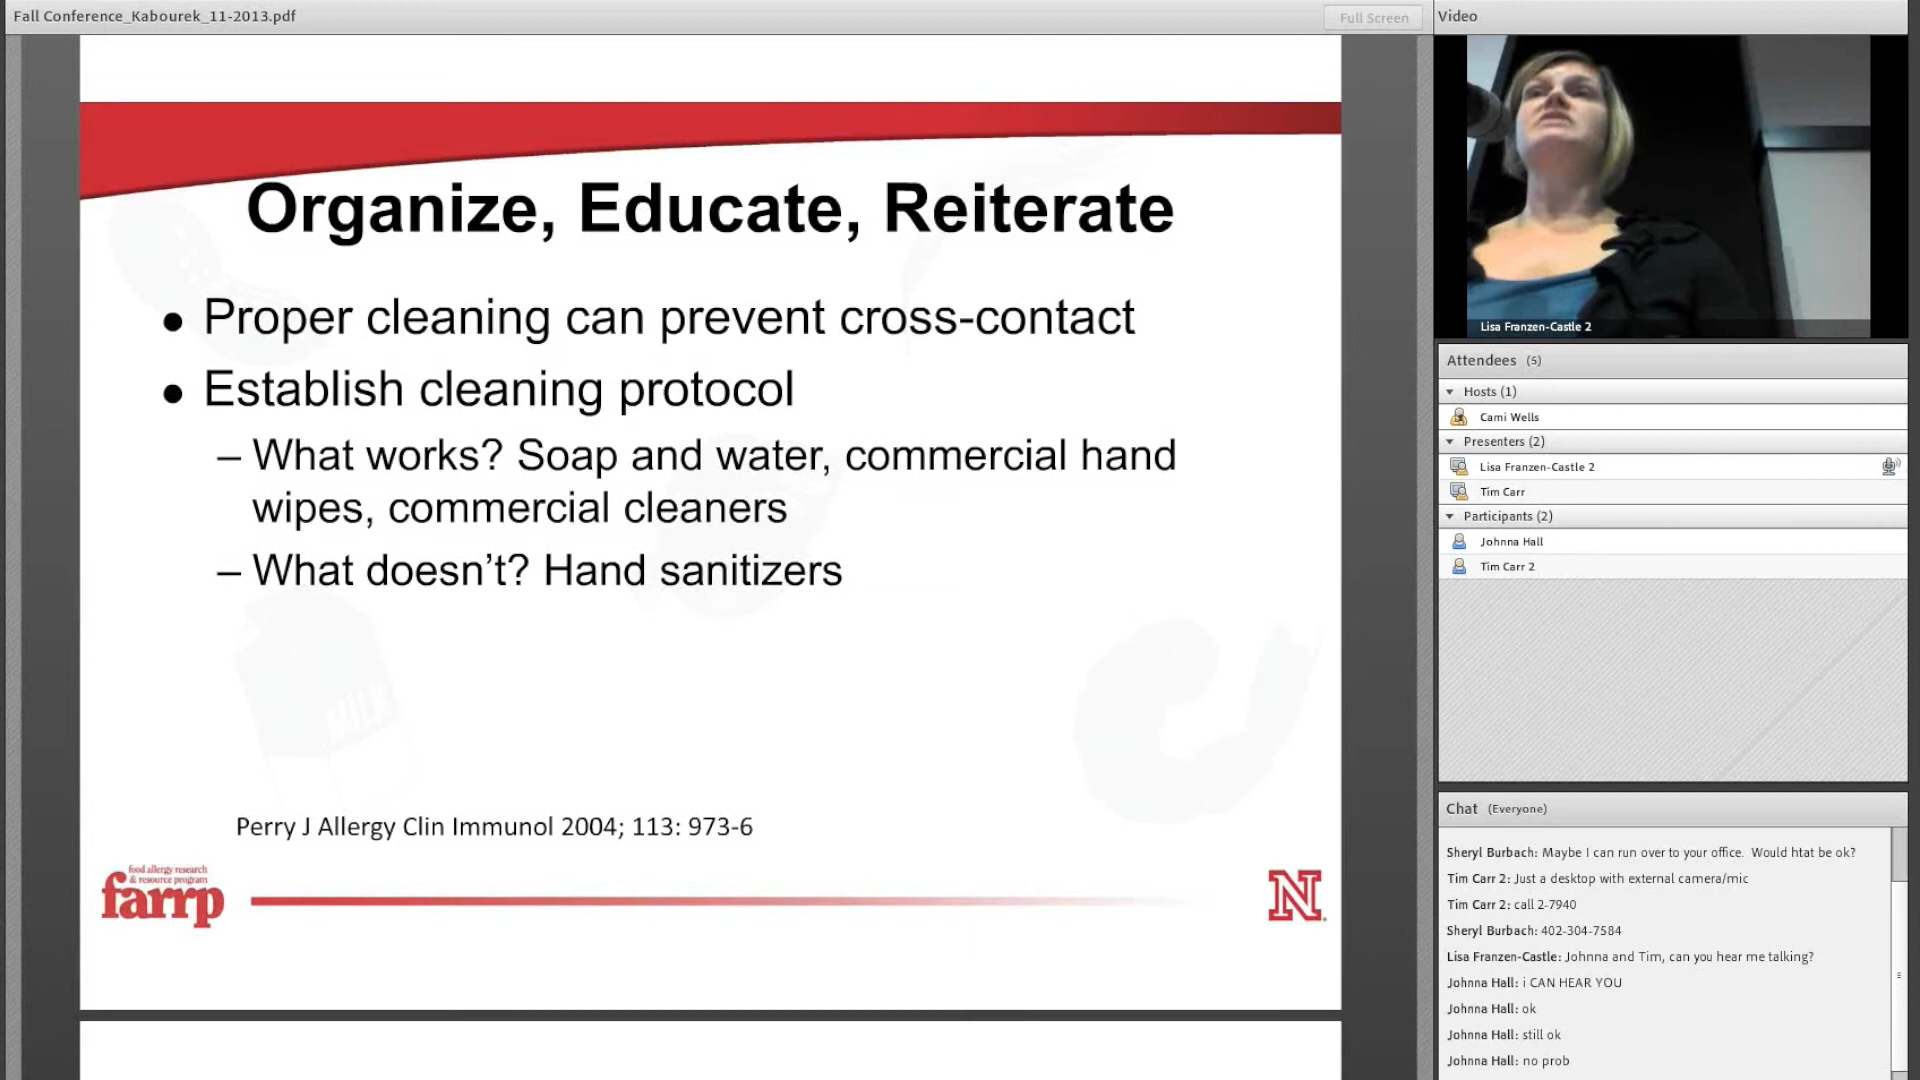 Fall Conference_Kabourek_11-2013.pdf
Full Screen
Organize, Educate, Reiterate
● Proper cleaning can prevent cross-contact
● Establish cleaning protocol
– What works? Soap and water, commercial hand
wipes, commercial cleaners
– What doesn't? Hand sanitizers
MILK
Perry J Allergy Clin Immunol 2004; 113: 973-6
food allergy research
& resource program
farrp
N
Video
Lisa Franzen-Castle 2
Attendees (5)
Hosts (1)
Cami Wells
Presenters (2)
Lisa Franzen-Castle 2
Tim Carr
Participants (2)
Johnna Hall
Tim Carr 2
Chat (Everyone)
Sheryl Burbach: Maybe I can run over to your office. Would htat be ok?
Tim Carr 2: Just a desktop with external camera/mic
Tim Carr 2: call 2-7940
Sheryl Burbach: 402-304-7584
Lisa Franzen-Castle: Johnna and Tim, can you hear me talking?
Johnna Hall: i CAN HEAR YOU
Johnna Hall: ok
Johnna Hall: still ok
Johnna Hall: no prob